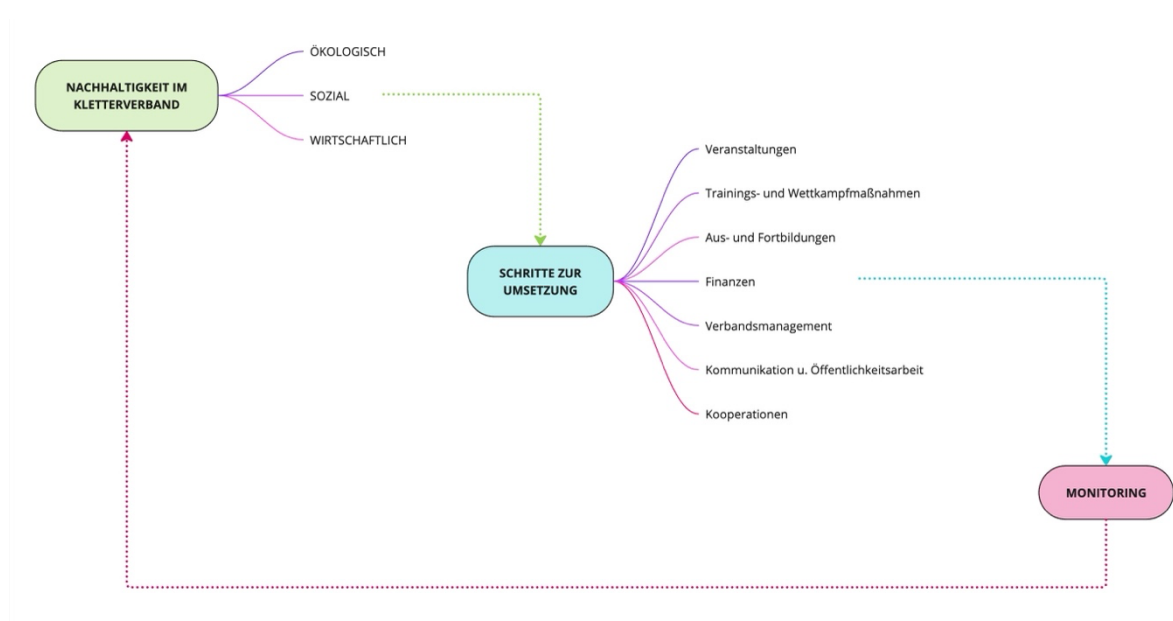 NACHHALTIGKEIT IM
KLETTERVERBAND
ÖKOLOGISCH
SOZIAL
WIRTSCHAFTLICH
SCHRITTE ZUR
UMSETZUNG
Veranstaltungen
Trainings- und Wettkampfmaßnahmen
Aus- und Fortbildungen
Finanzen
Verbandsmanagement
Kommunikation u. Öffentlichkeitsarbeit
Kooperationen
MONITORING